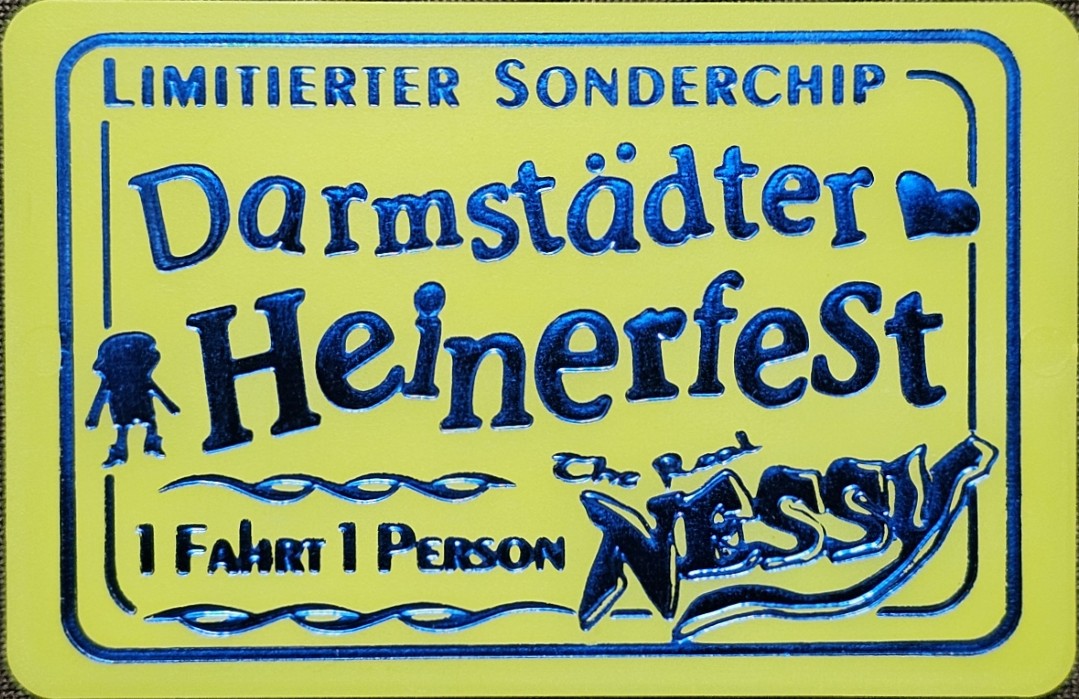 LIMITIERTER SONDERCHIP
Darmstädter
Heinerfest
The Real
NESSY
1 FAHRT 1 PERSON